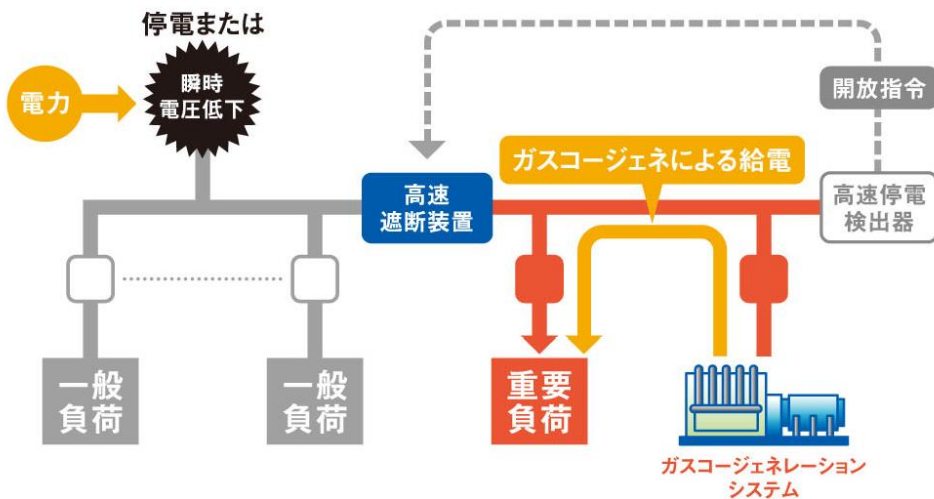 停電または
瞬時
電圧低下
電力
開放指令
ガスコージェネによる給電
高速
遮断装置
高速停電
検出器
一般
負荷
一般
負荷
重要
負荷
ガスコージェネレーション
システム